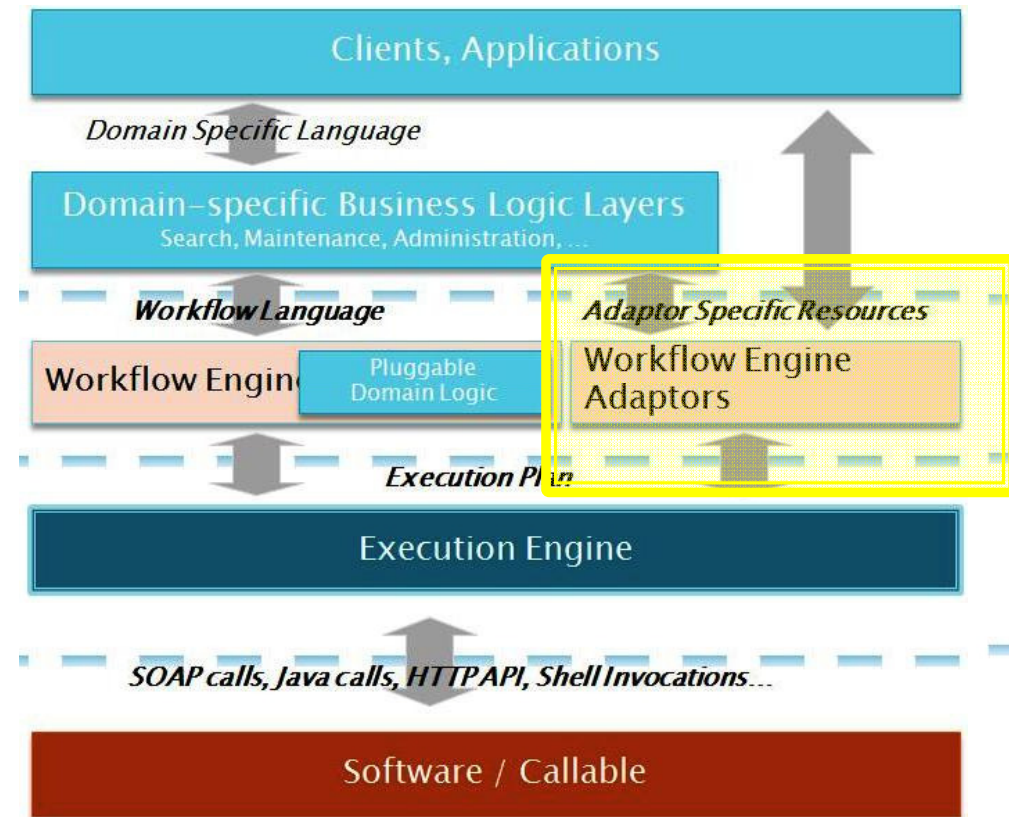 Clients, Applications
Domain Specific Language
Domain-specific Business Logic Layers
Search, Maintenance, Administration, ...
Workflow Language
Adaptor Specific Resources
Workflow Engine
Pluggable
Domain Logic
Workflow Engine
Adaptors
Execution Plan
Execution Engine
SOAP calls, Java calls, HTTP API, Shell Invocations...
Software / Callable